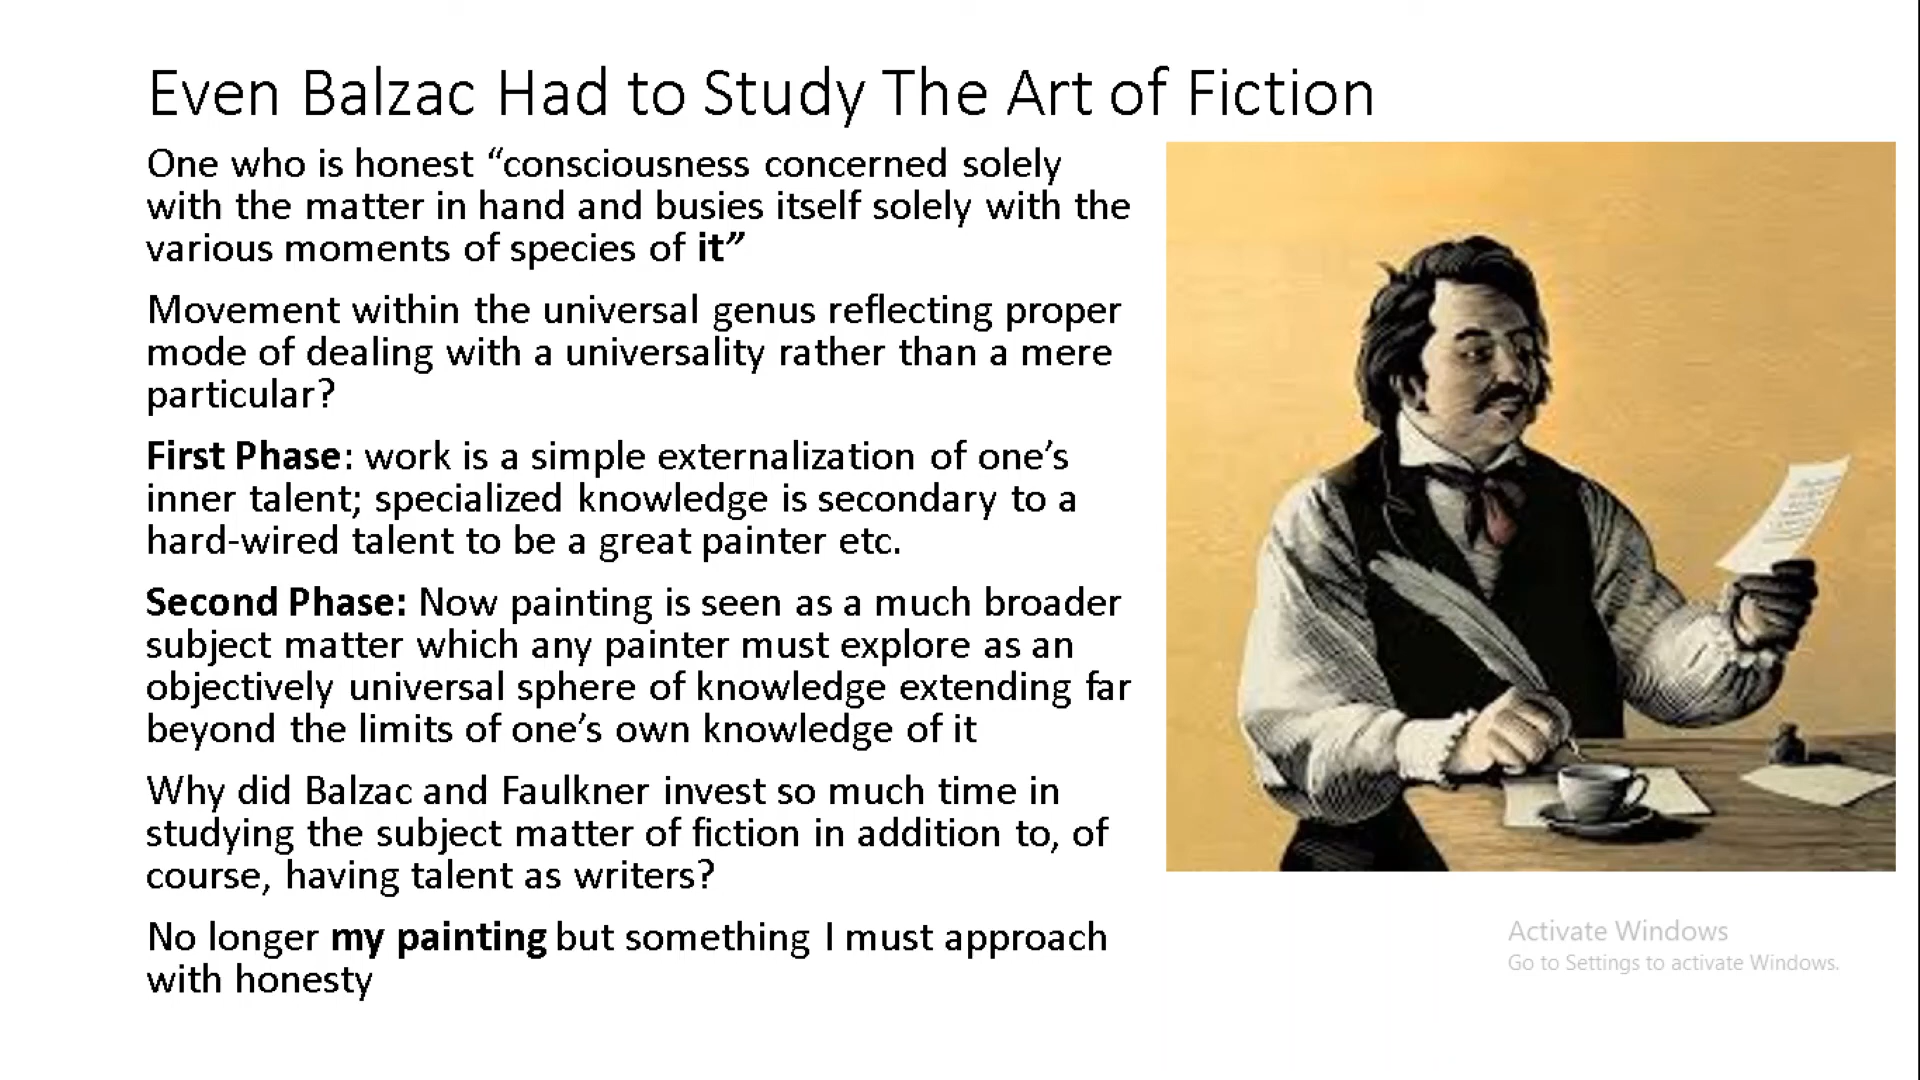 Even Balzac Had to Study The Art of Fiction
One who is honest “consciousness concerned solely
with the matter in hand and busies itself solely with the
various moments of species of it”
Movement within the universal genus reflecting proper
mode of dealing with a universality rather than a mere
particular?
First Phase: work is a simple externalization of one’s
inner talent; specialized knowledge is secondary to a
hard-wired talent to be a great painter etc.
Second Phase: Now painting is seen as a much broader
subject matter which any painter must explore as an
objectively universal sphere of knowledge extending far
beyond the limits of one’s own knowledge of it
Why did Balzac and Faulkner invest so much time in
studying the subject matter of fiction in addition to, of
course, having talent as writers?
No longer my painting but something I must approach
with honesty
Activate Windows
Go to Settings to activate Windows.